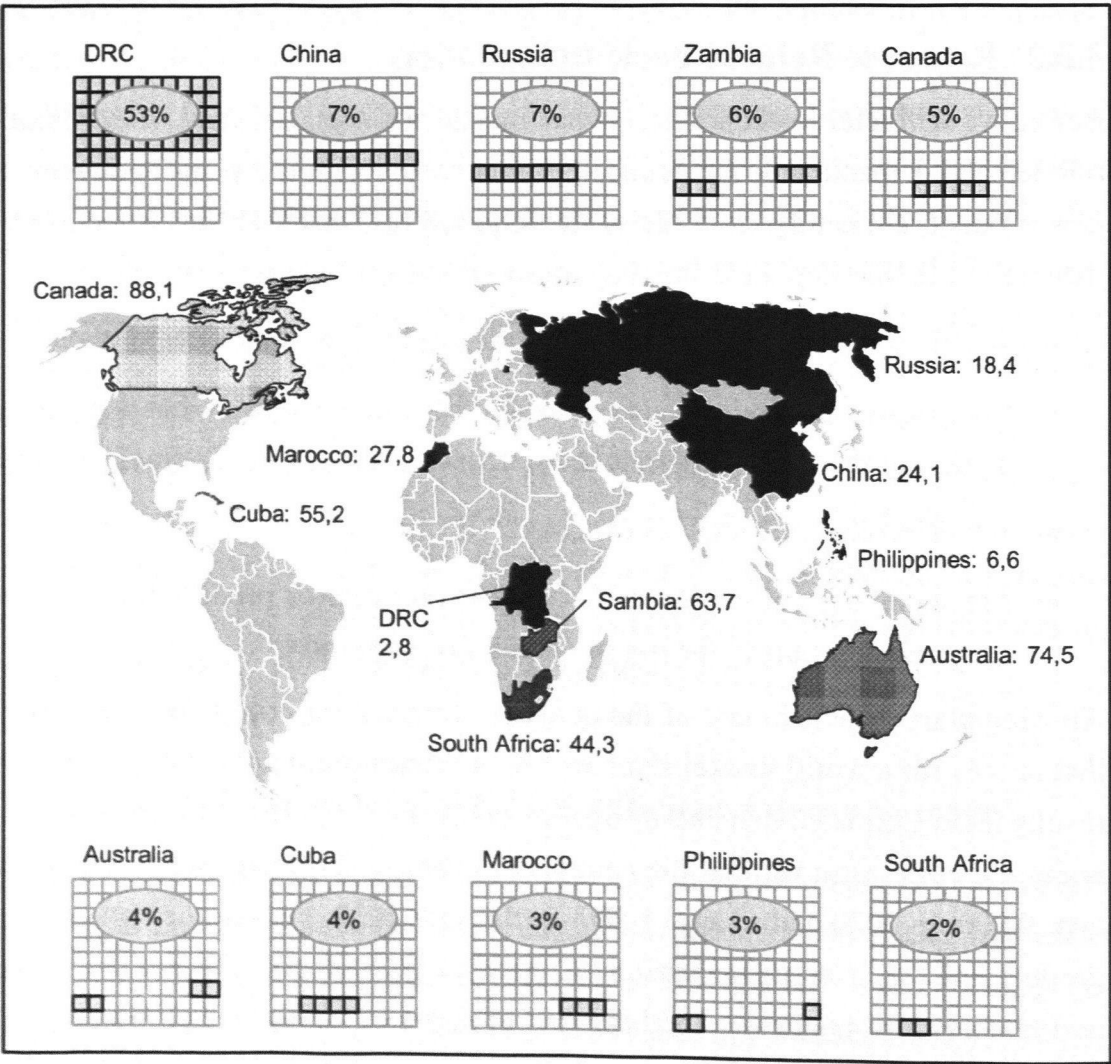 DRC
China
Russia
Zambia
Canada
53%
7%
7%
6%
5%
Canada: 88,1
Russia: 18,4
Marocco: 27,8
China: 24,1
Cuba: 55,2
Philippines: 6,6
DRC
2,8
Sambia: 63,7
Australia: 74,5
South Africa: 44,3
Australia
Cuba
Marocco
Philippines
South Africa
4%
4%
3%
3%
2%